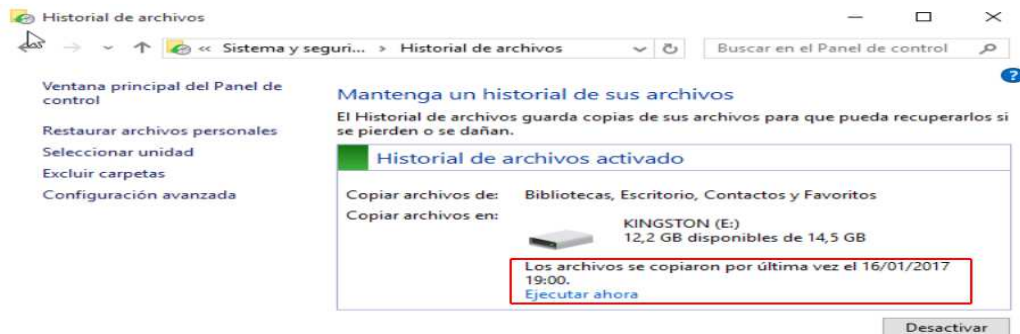 Historial de archivos
« Sistema y seguri... > Historial de archivos
Buscar en el Panel de control
Ventana principal del Panel de
control
Restaurar archivos personales
Seleccionar unidad
Excluir carpetas
Configuración avanzada
Mantenga un historial de sus archivos
El Historial de archivos guarda copias de sus archivos para que pueda recuperarlos si
se pierden o se dañan.
Historial de archivos activado
Copiar archivos de: Bibliotecas, Escritorio, Contactos y Favoritos
Copiar archivos en:
KINGSTON (E:)
12,2 GB disponibles de 14,5 GB
Los archivos se copiaron por última vez el 16/01/2017
19:00.
Ejecutar ahora
Desactivar